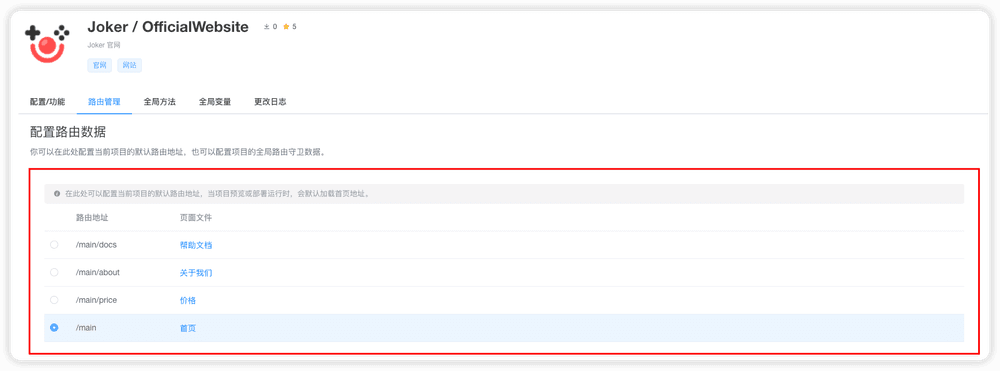 Joker / OfficialWebsite 0 5
Joker 官网
官网 网站
配置/功能 路由管理 全局方法 全局变量 更改日志
配置路由数据
你可以在此处配置当前项目的默认路由地址，也可以配置项目的全局路由守卫数据。
在此处可以配置当前项目的默认路由地址，当项目预览或部署运行时，会默认加载首页地址。
路由地址 页面文件
/main/docs 帮助文档
/main/about 关于我们
/main/price 价格
/main 首页